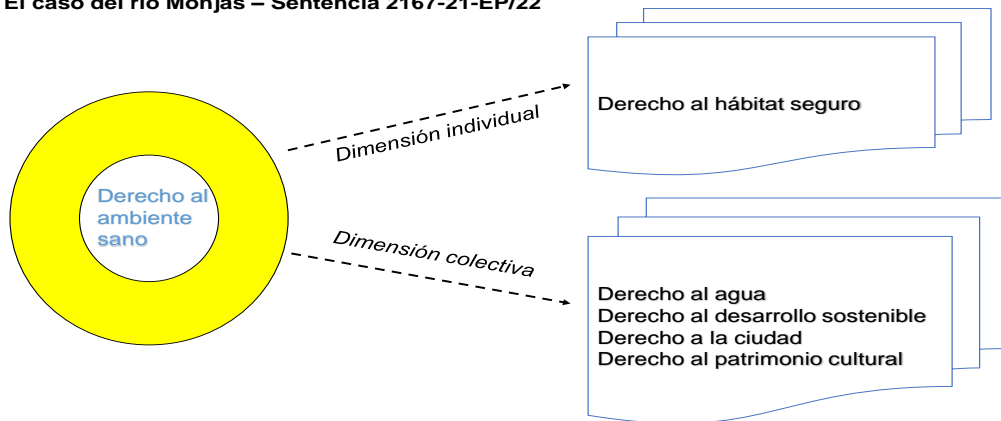 El caso del río Monjas – Sentencia 2167-21-EP/22
Derecho al
ambiente
sano
Dimensión individual
Derecho al hábitat seguro
Dimensión colectiva
Derecho al agua
Derecho al desarrollo sostenible
Derecho a la ciudad
Derecho al patrimonio cultural